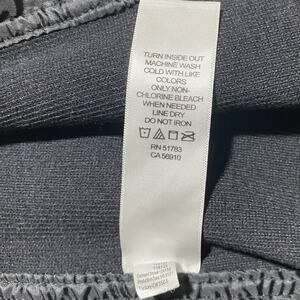 TURN INSIDE OUT
MACHINE WASH
COLD WITH LIKE
COLORS
ONLY NON-
CHLORINE BLEACH
WHEN NEEDED
LINE DRY
DO NOT IRON
RN 51783
CA 56910